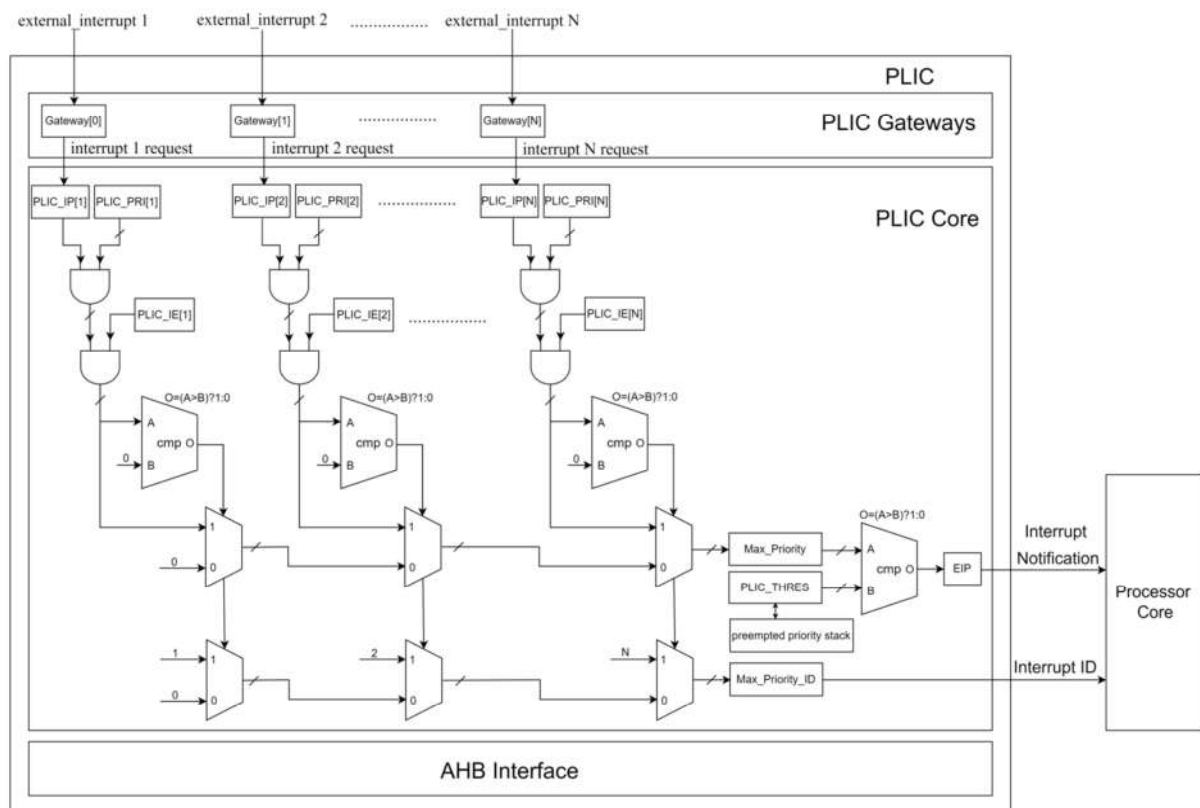 external_interrupt 1 external_interrupt 2 .............. external_interrupt N
PLIC
Gateway[0] Gateway[1] .............. Gateway[N]
PLIC Gateways
interrupt 1 request interrupt 2 request interrupt N request
PLIC_IP[1] PLIC_PRI[1] PLIC_IP[2] PLIC_PRI[2] .............. PLIC_IP[N] PLIC_PRI[N]
PLIC Core
PLIC_IE[1] PLIC_IE[2] .............. PLIC_IE[N]
O=(A>B)?1:0 O=(A>B)?1:0 O=(A>B)?1:0
A A A
cmp O cmp O cmp O
0 B 0 B 0 B
O=(A>B)?1:0
1 1 1
Max_Priority A
Interrupt
Notification
cmp O EIP
0 0 0 0
PLIC_THRES B
Processor
Core
preempted priority stack
1 1 2 1 N 1
Interrupt ID
Max_Priority_ID
0 0 0 0
AHB Interface